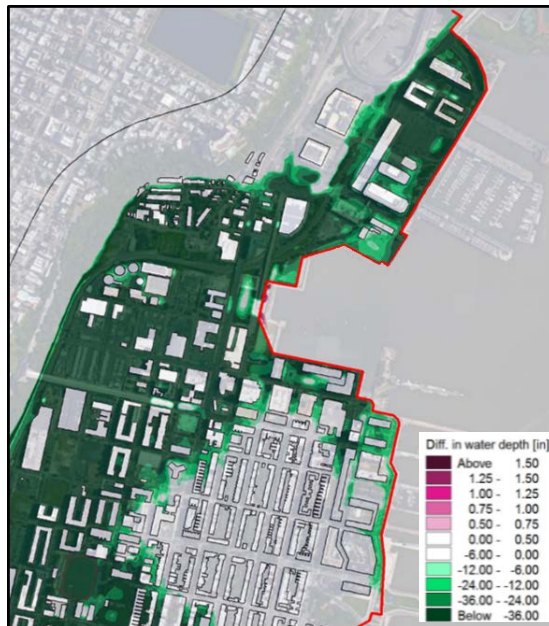 Diff. in water depth [in]
Above 1.50
1.25 - 1.50
1.00 - 1.25
0.75 - 1.00
0.50 - 0.75
0.00 - 0.50
-6.00 - 0.00
-12.00 - -6.00
-24.00 - -12.00
-36.00 - -24.00
Below -36.00